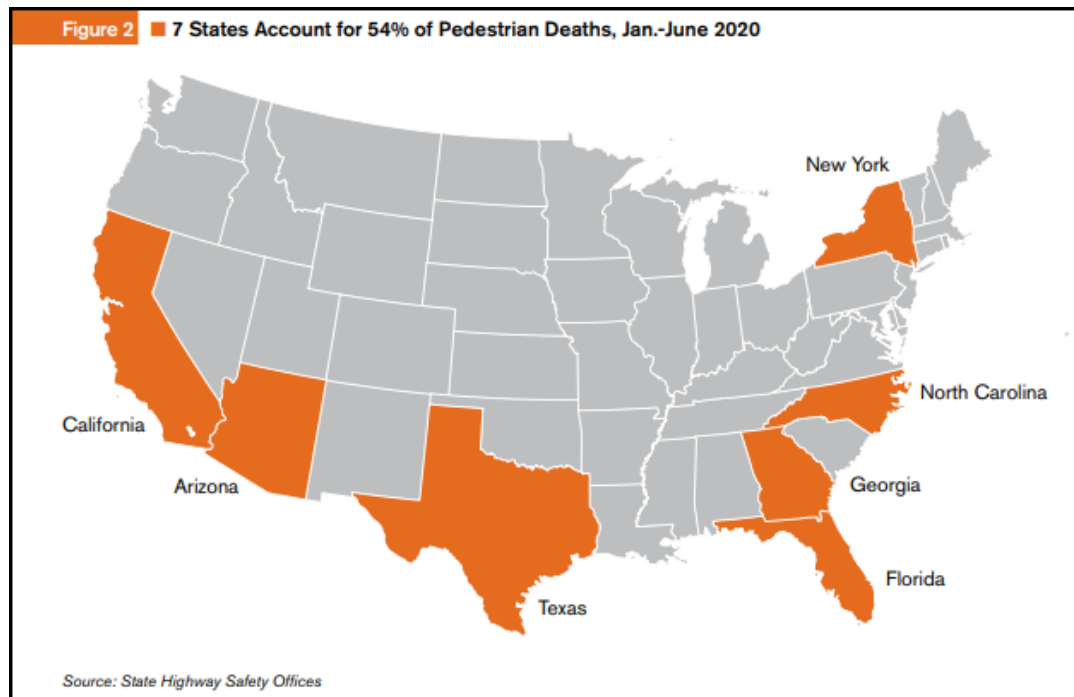 Figure 2 ■ 7 States Account for 54% of Pedestrian Deaths, Jan.-June 2020
New York
North Carolina
California
Arizona
Georgia
Florida
Texas
Source: State Highway Safety Offices